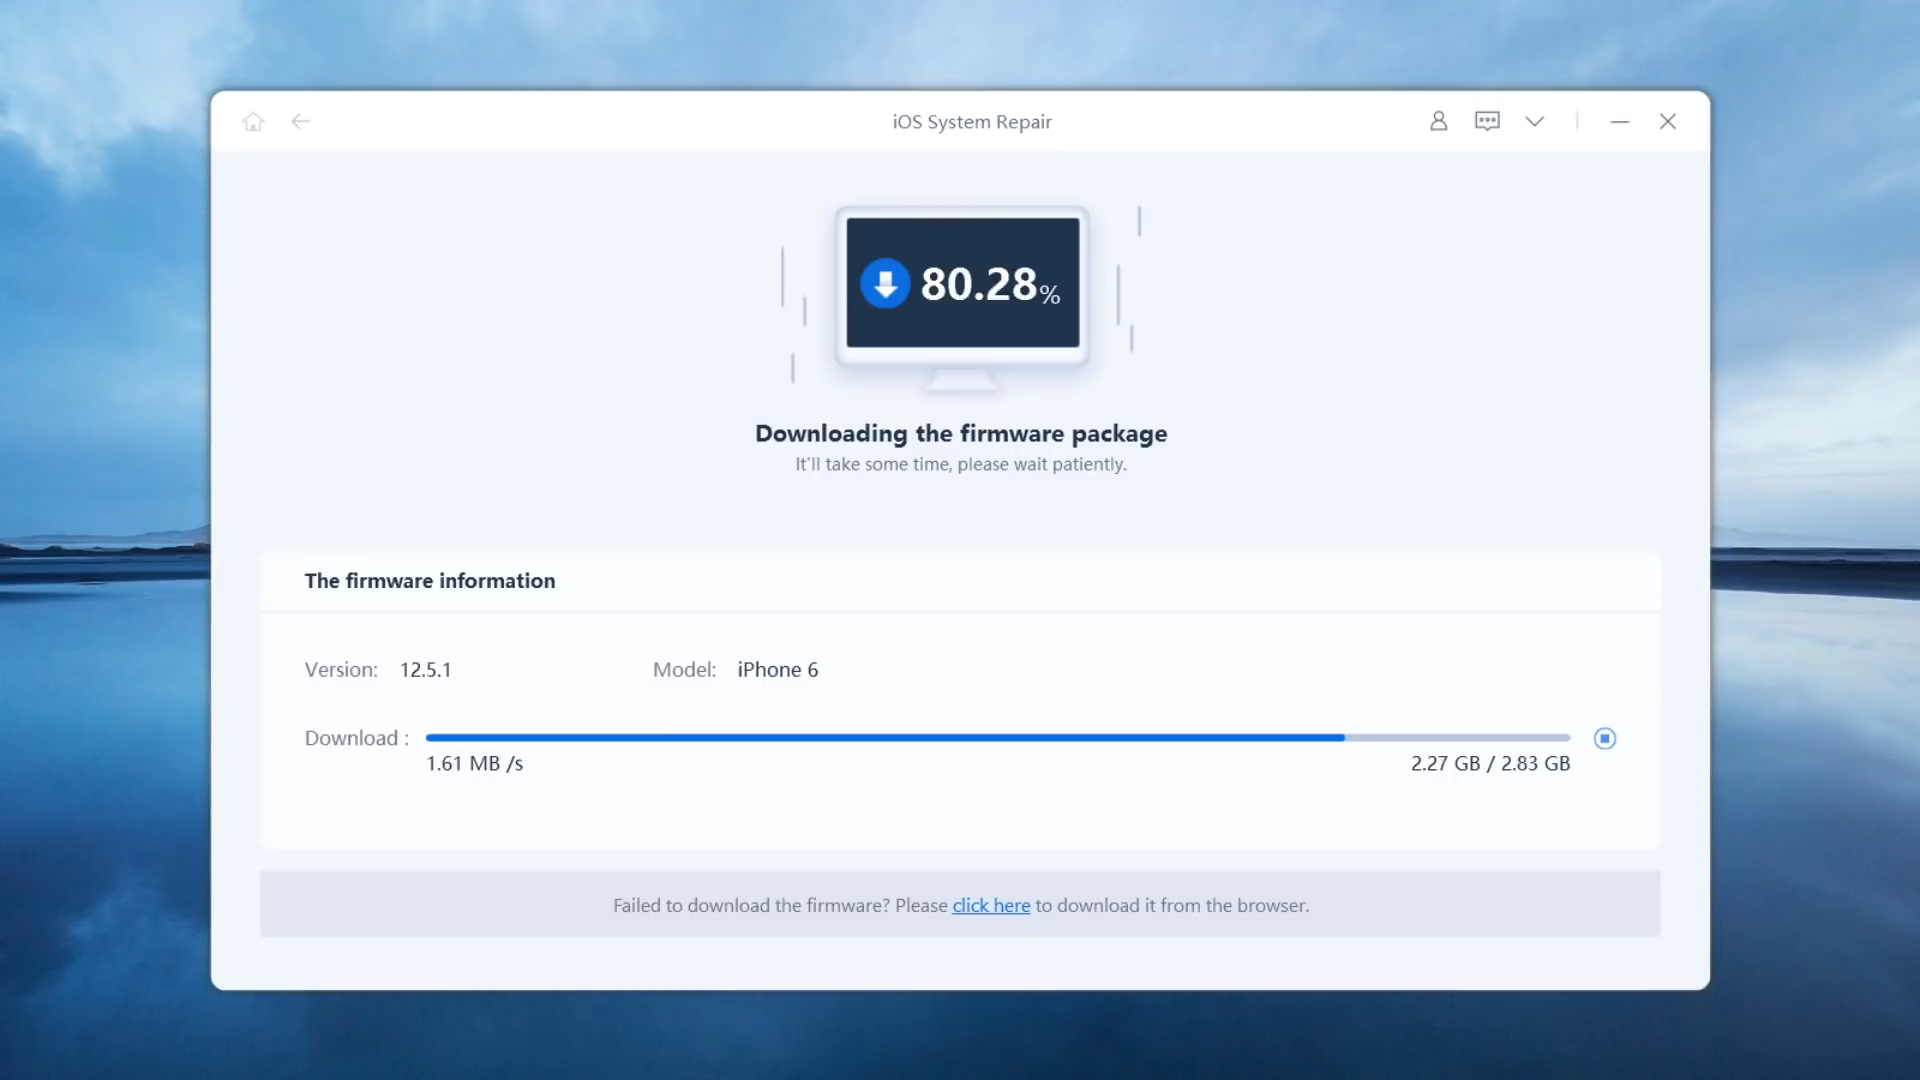 iOS System Repair
80.28%
Downloading the firmware package
It'll take some time, please wait patiently.
The firmware information
Version: 12.5.1 Model: iPhone 6
Download :
1.61 MB /s 2.27 GB / 2.83 GB
Failed to download the firmware? Please click here to download it from the browser.